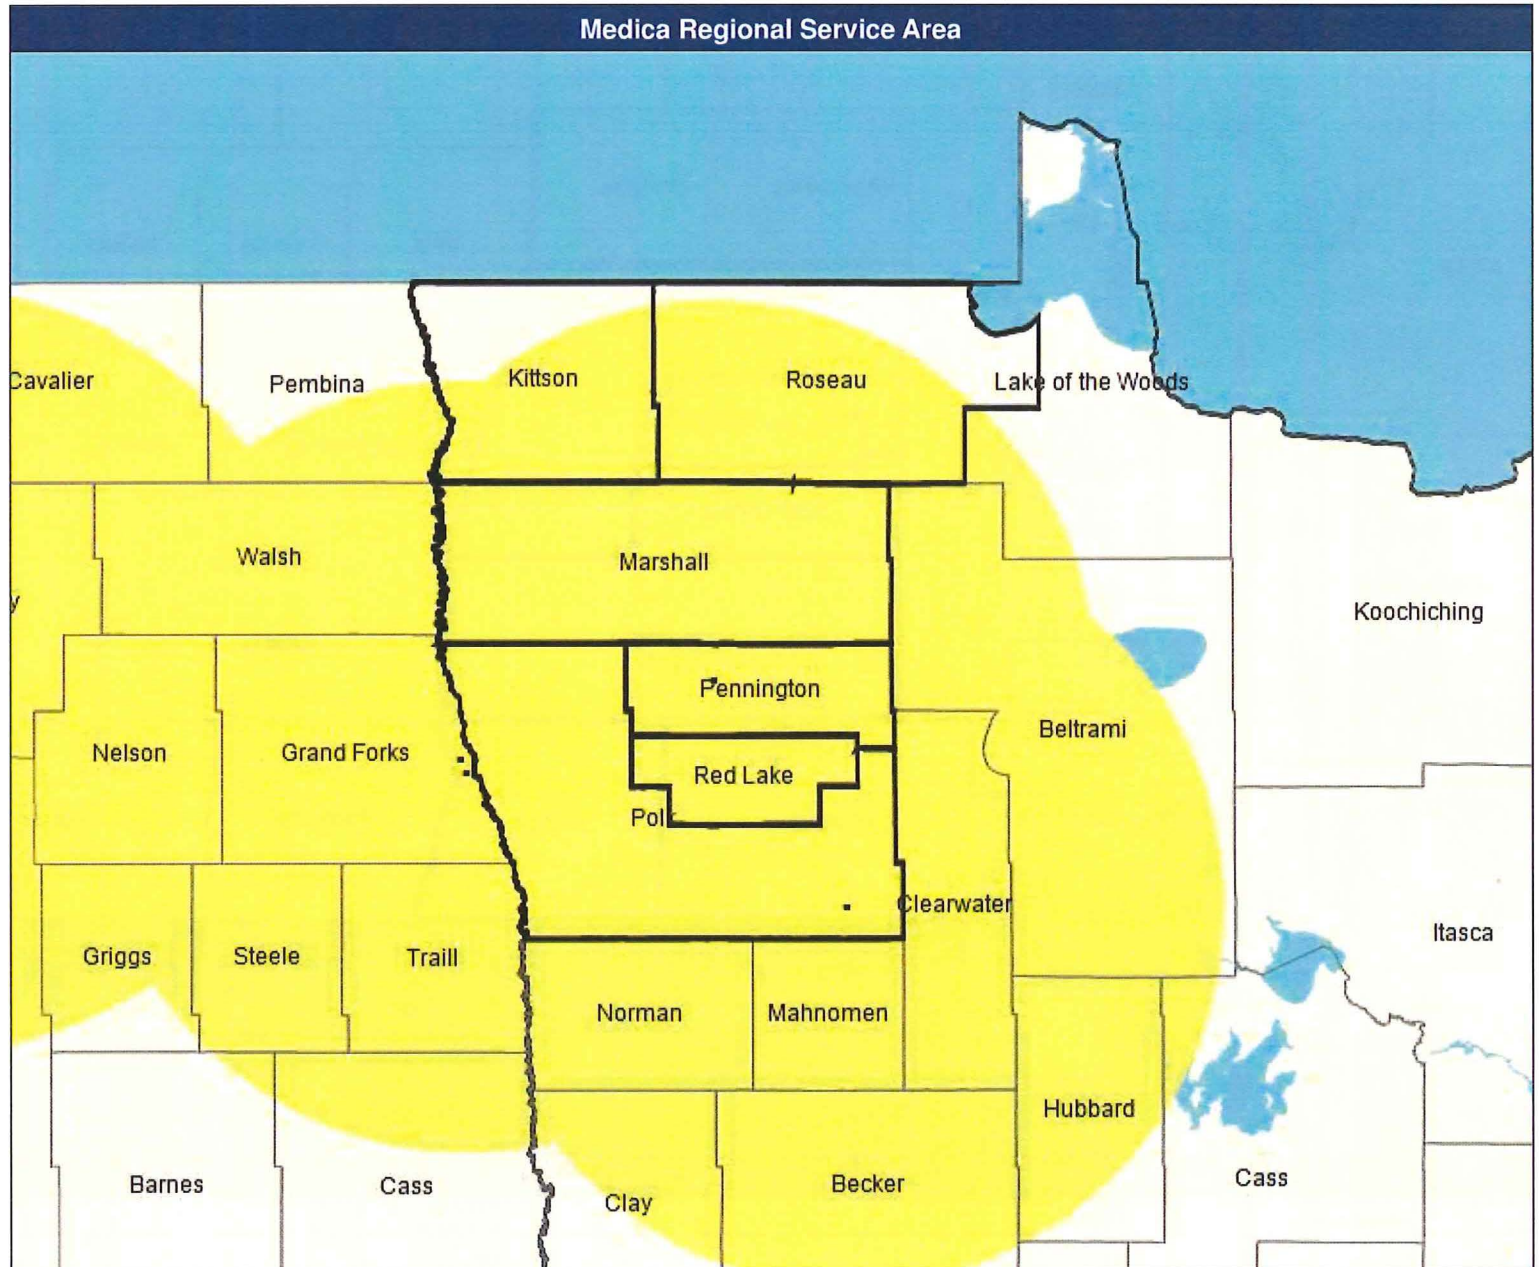 Medica Regional Service Area
Cavalier
Pembina
Kittson
Roseau
Lake of the Woods
Walsh
Marshall
y
Koochiching
Pennington
Nelson
Grand Forks
Red Lake
Beltrami
Polk
Clearwater
Griggs
Steele
Traill
Itasca
Norman
Mahnomen
Hubbard
Barnes
Cass
Clay
Becker
Cass